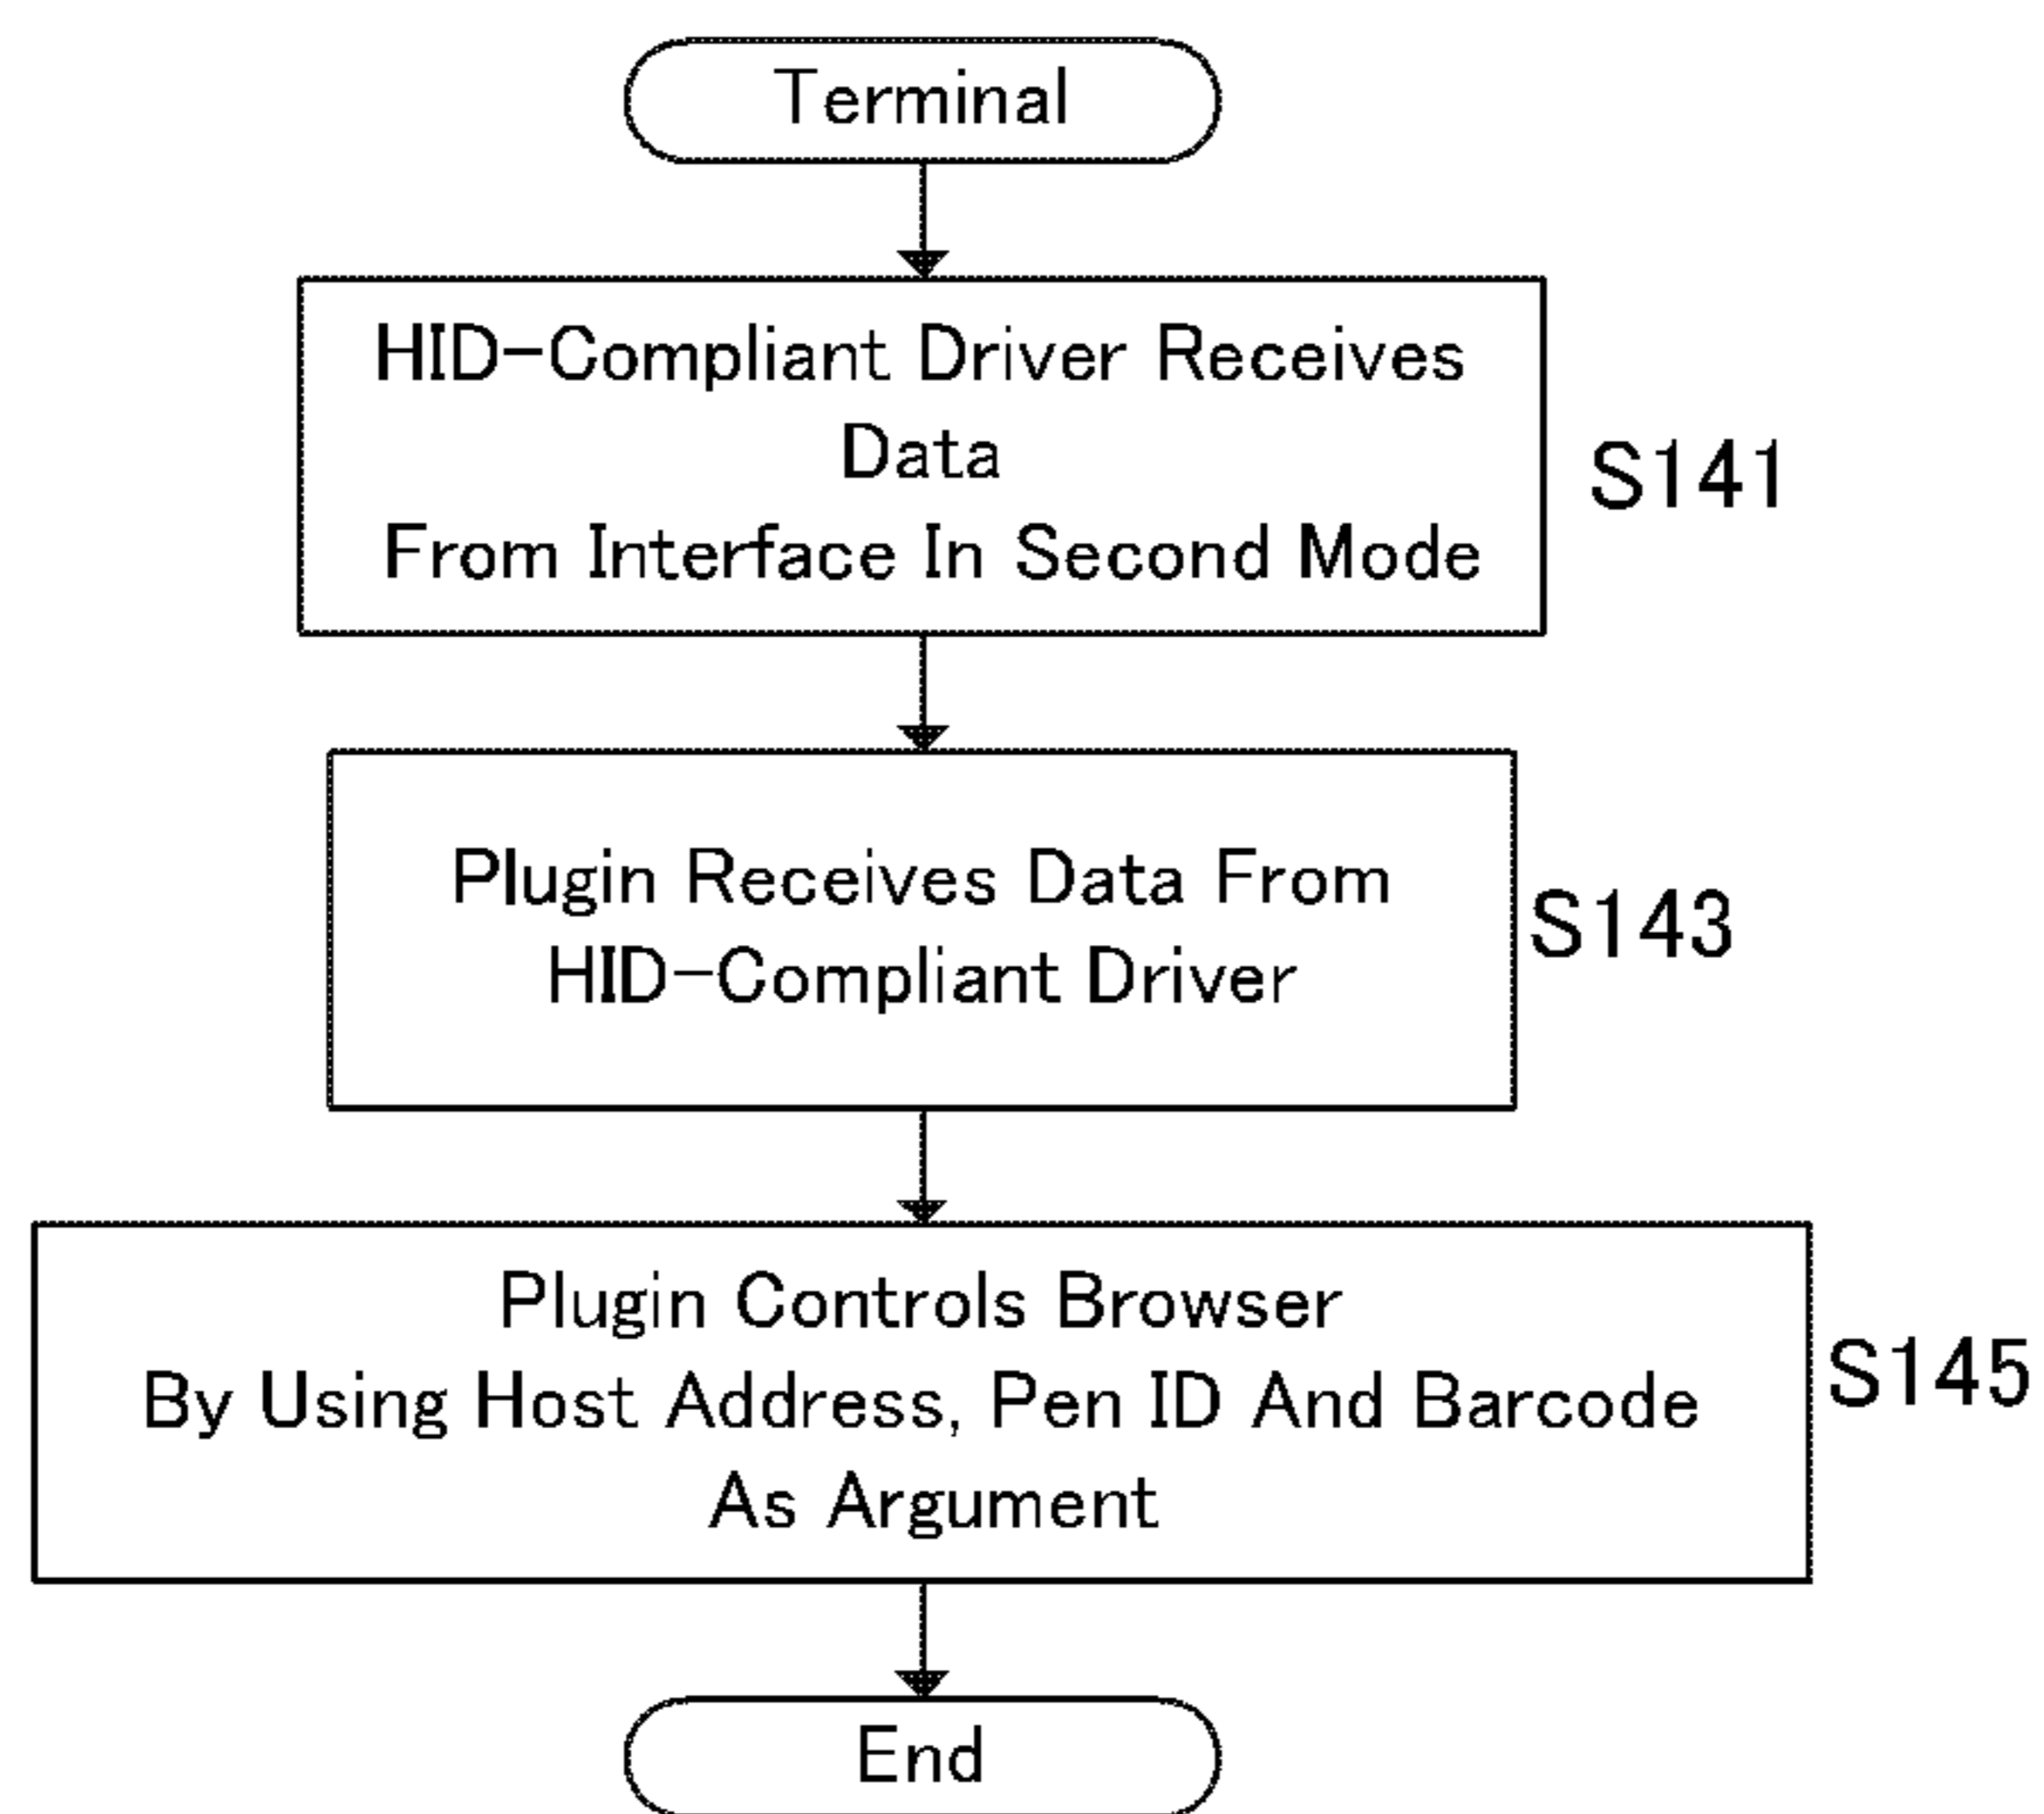 Terminal
HID-Compliant Driver Receives
Data
From Interface In Second Mode
S141
Plugin Receives Data From
HID-Compliant Driver
S143
Plugin Controls Browser
By Using Host Address, Pen ID And Barcode
As Argument
S145
End